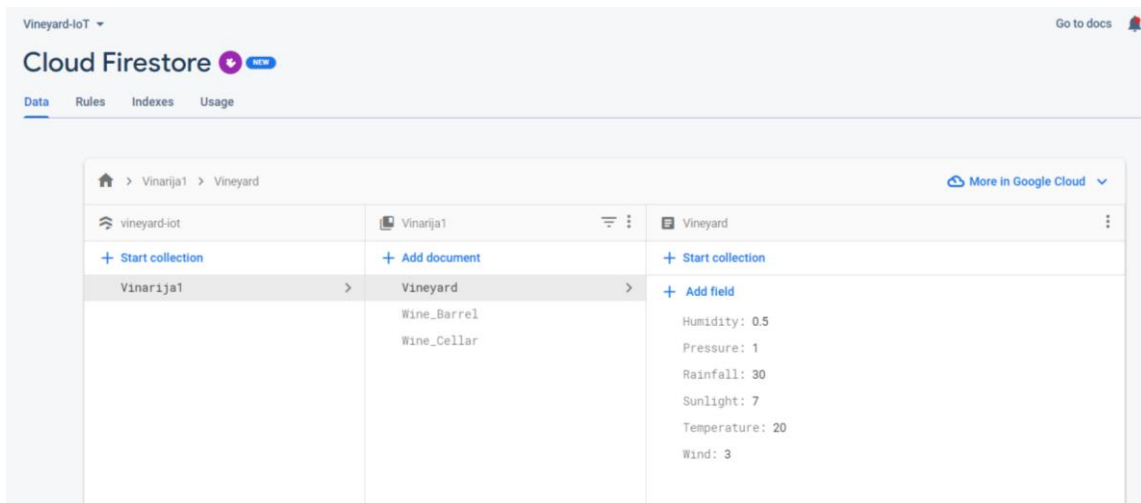 Vineyard-IoT
Go to docs
Cloud Firestore NEW
Data Rules Indexes Usage
> Vinarija1 > Vineyard
More in Google Cloud
vineyard-iot
Vinarija1
Vineyard
+ Start collection
+ Add document
+ Start collection
Vinarija1 >
Vineyard >
+ Add field
Wine_Barrel
Wine_Cellar
Humidity: 0.5
Pressure: 1
Rainfall: 30
Sunlight: 7
Temperature: 20
Wind: 3